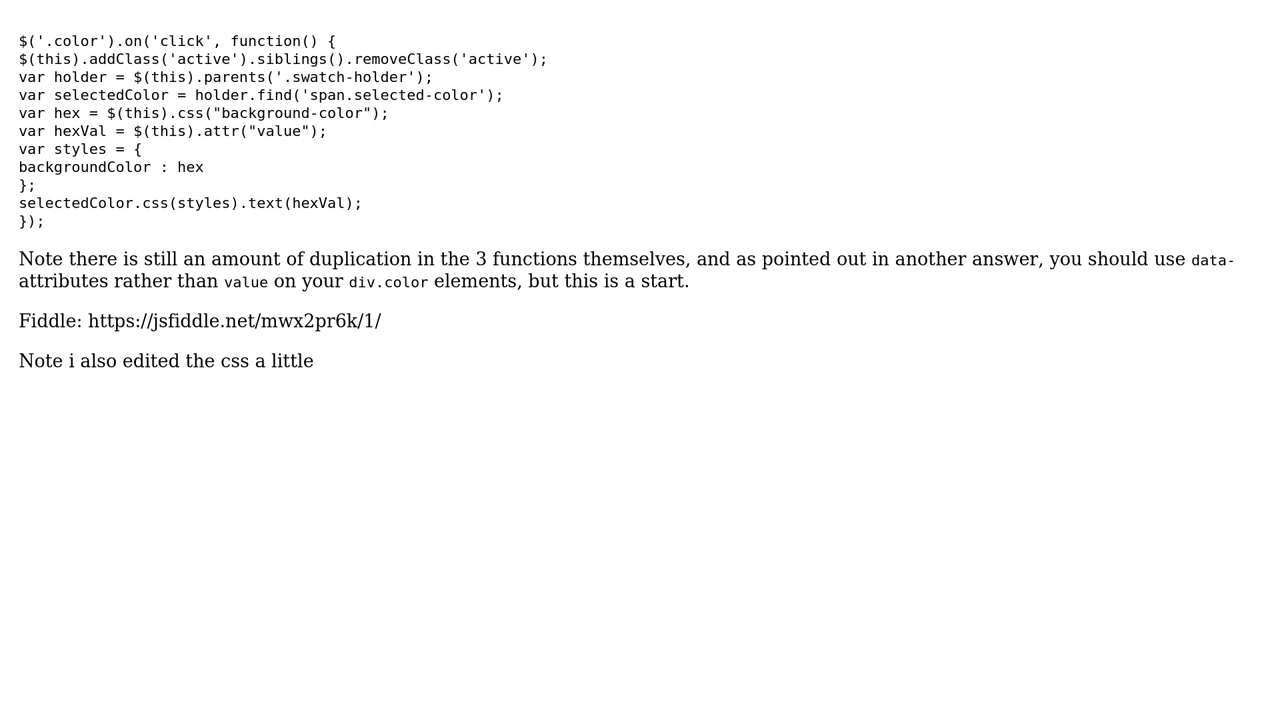 $('.color').on('click', function() {
$(this).addClass('active').siblings().removeClass('active');
var holder = $(this).parents('.swatch-holder');
var selectedColor = holder.find('span.selected-color');
var hex = $(this).css("background-color");
var hexVal = $(this).attr("value");
var styles = {
backgroundColor : hex
};
selectedColor.css(styles).text(hexVal);
});
Note there is still an amount of duplication in the 3 functions themselves, and as pointed out in another answer, you should use data-
attributes rather than value on your div.color elements, but this is a start.
Fiddle: https://jsfiddle.net/mwx2pr6k/1/
Note i also edited the css a little